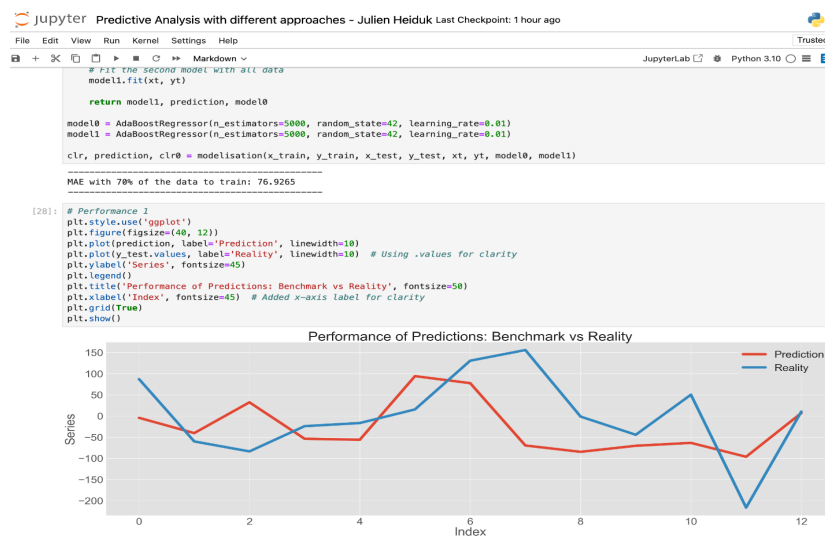 jupyter Predictive Analysis with different approaches - Julien Heiduk Last Checkpoint: 1 hour ago
File Edit View Run Kernel Settings Help Trusted
Markdown JupyterLab Python 3.10
# Fit the second model with all data
model1.fit(xt, yt)
return model1, prediction, model0
model0 = AdaBoostRegressor(n_estimators=5000, random_state=42, learning_rate=0.01)
model1 = AdaBoostRegressor(n_estimators=5000, random_state=42, learning_rate=0.01)
clr, prediction, clr0 = modelisation(x_train, y_train, x_test, y_test, xt, yt, model0, model1)
MAE with 70% of the data to train: 76.9265
[28]: # Performance 1
plt.style.use('ggplot')
plt.figure(figsize=(40, 12))
plt.plot(prediction, label='Prediction', linewidth=10)
plt.plot(y_test.values, label='Reality', linewidth=10) # Using .values for clarity
plt.ylabel('Series', fontsize=45)
plt.legend()
plt.title('Performance of Predictions: Benchmark vs Reality', fontsize=50)
plt.xlabel('Index', fontsize=45) # Added x-axis label for clarity
plt.grid(True)
plt.show()
Performance of Predictions: Benchmark vs Reality
Prediction
Reality
150
100
50
0
−50
−100
−150
−200
Series
0 2 4 6 8 10 12
Index